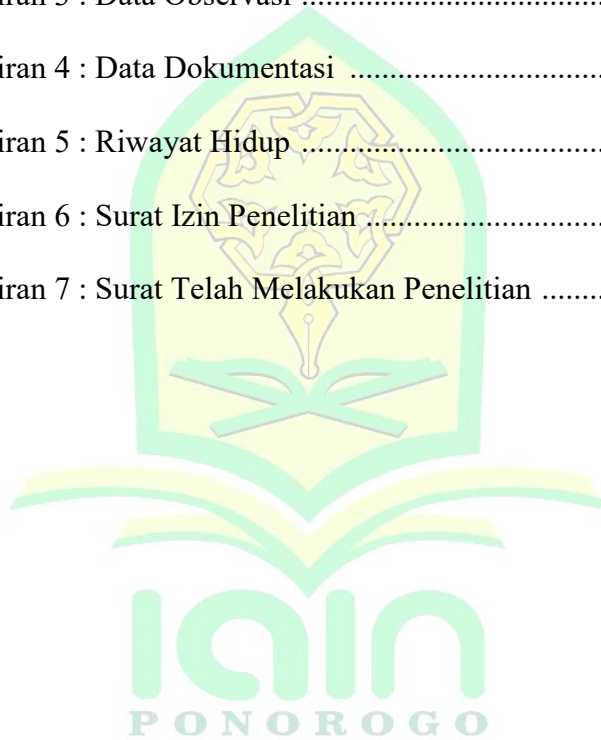 iran 3 : Data Observasi ....................................
iran 4 : Data Dokumentasi ..............................
iran 5 : Riwayat Hidup ....................................
iran 6 : Surat Izin Penelitian ............................
iran 7 : Surat Telah Melakukan Penelitian ........
IAIN
PONOROGO